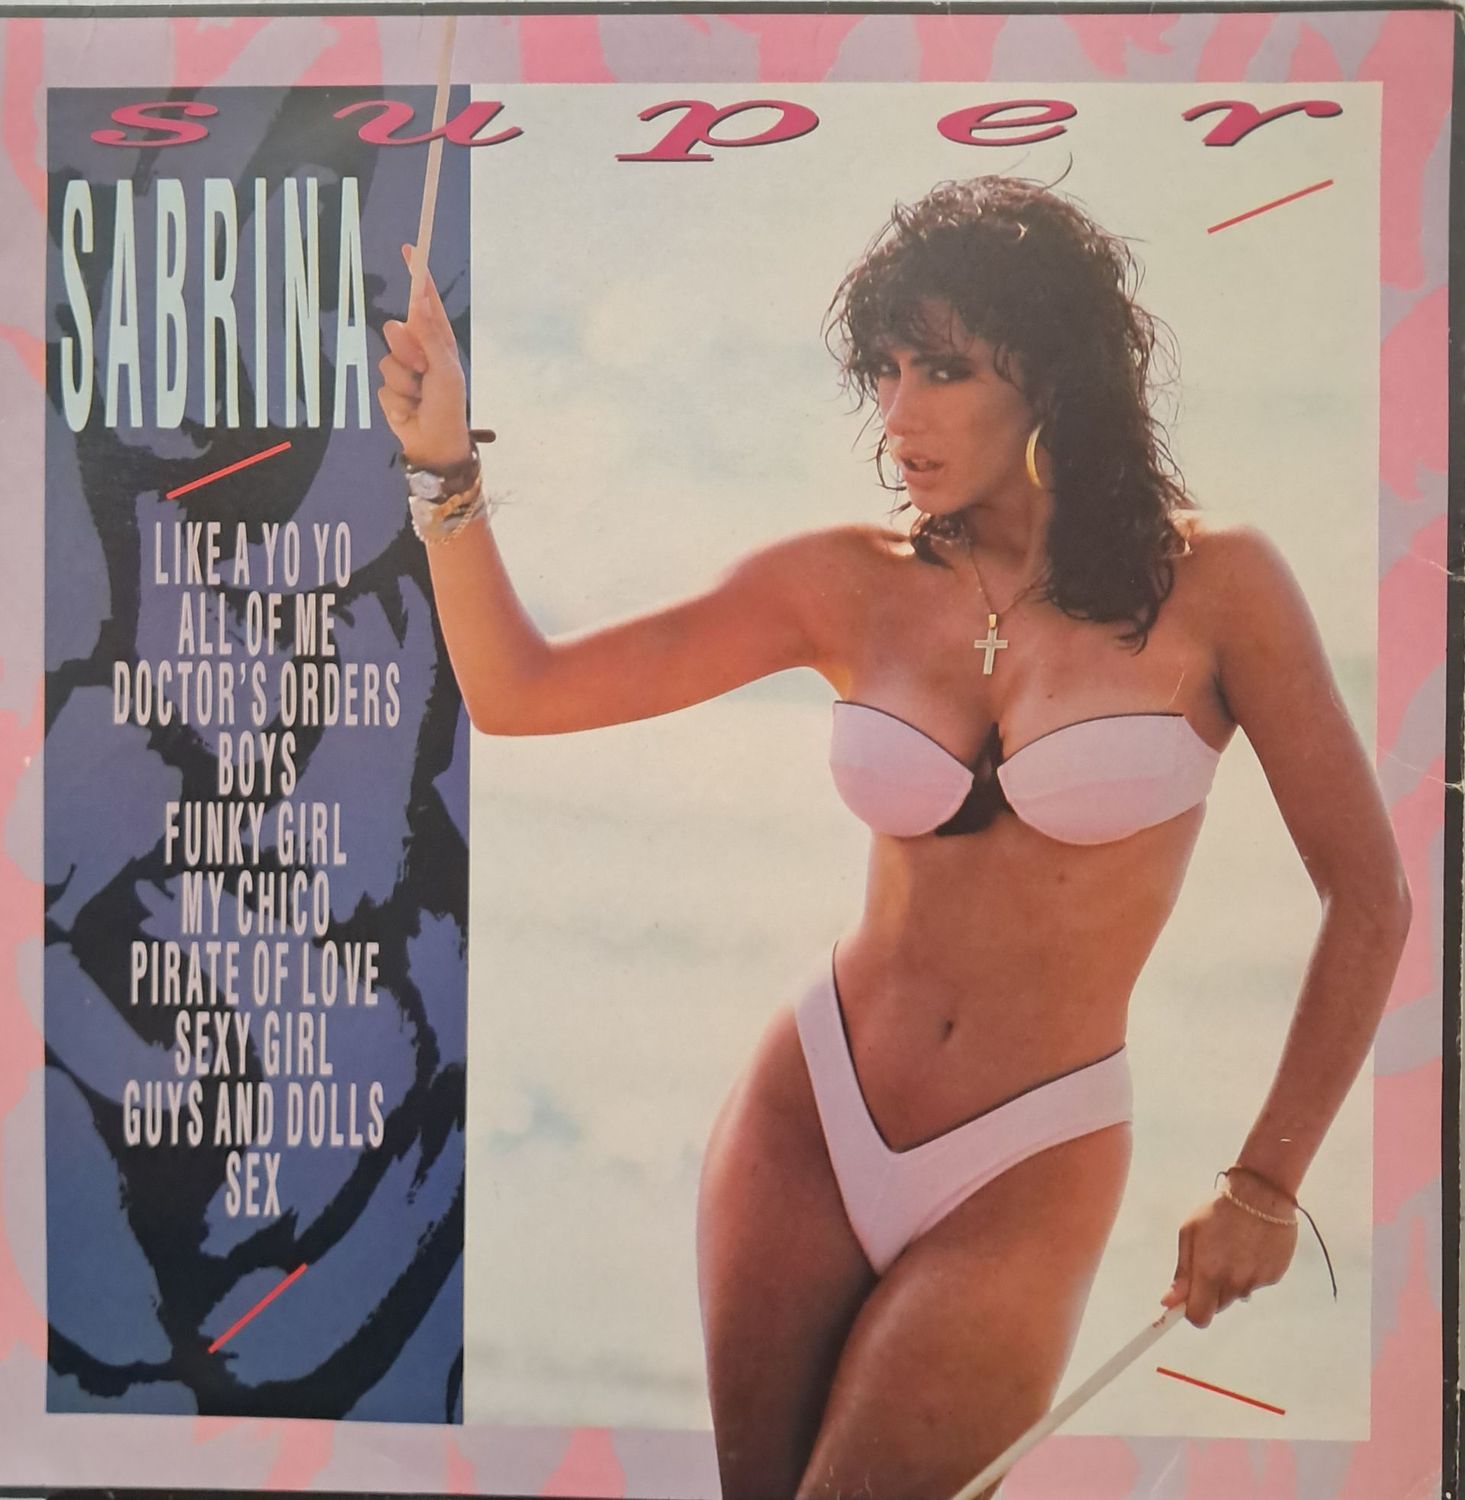 super
SABRINA
LIKE A YO YO
ALL OF ME
DOCTOR'S ORDERS
BOYS
FUNKY GIRL
MY CHICO
PIRATE OF LOVE
SEXY GIRL
GUYS AND DOLLS
SEX